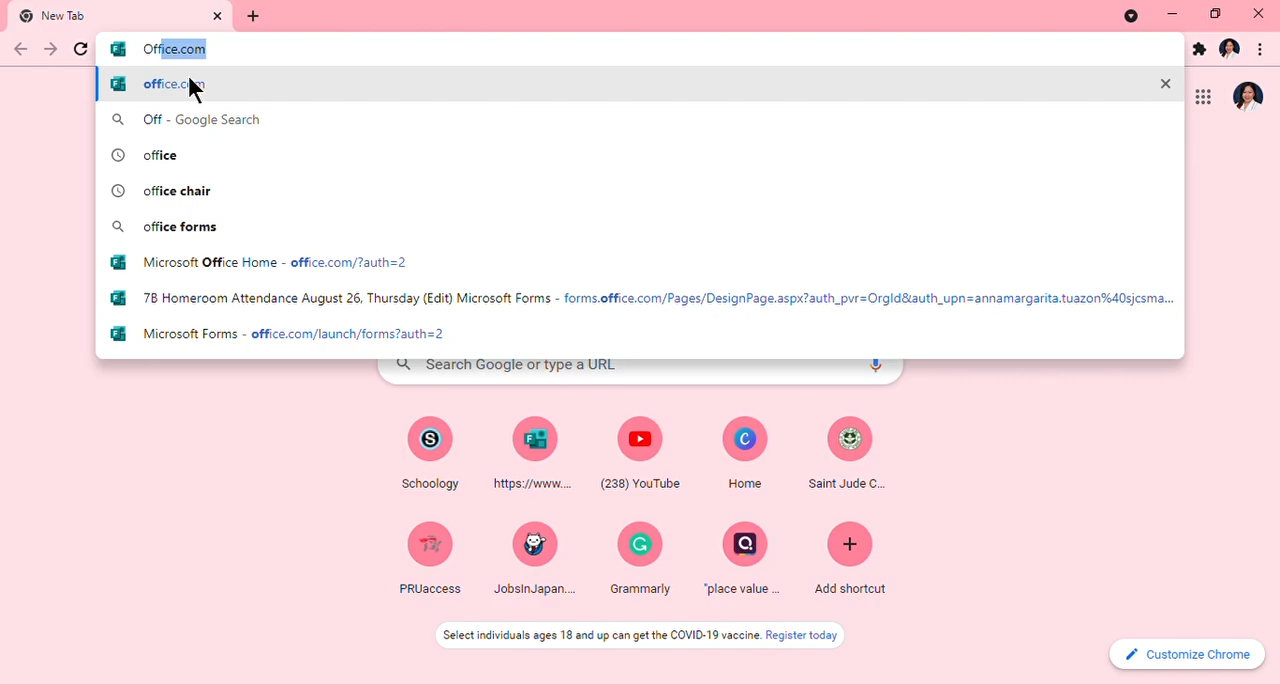 New Tab
Office.com
office.com
Off - Google Search
office
office chair
office forms
Microsoft Office Home - office.com/?auth=2
7B Homeroom Attendance August 26, Thursday (Edit) Microsoft Forms - forms.office.com/Pages/DesignPage.aspx?auth_pvr=OrgId&auth_upn=annamargarita.tuazon%40sjcsma...
Microsoft Forms - office.com/launch/forms?auth=2
Search Google or type a URL
Schoology https://www.... (238) YouTube Home Saint Jude C...
PRUaccess JobsInJapan.... Grammarly "place value ... Add shortcut
Select individuals ages 18 and up can get the COVID-19 vaccine. Register today
Customize Chrome